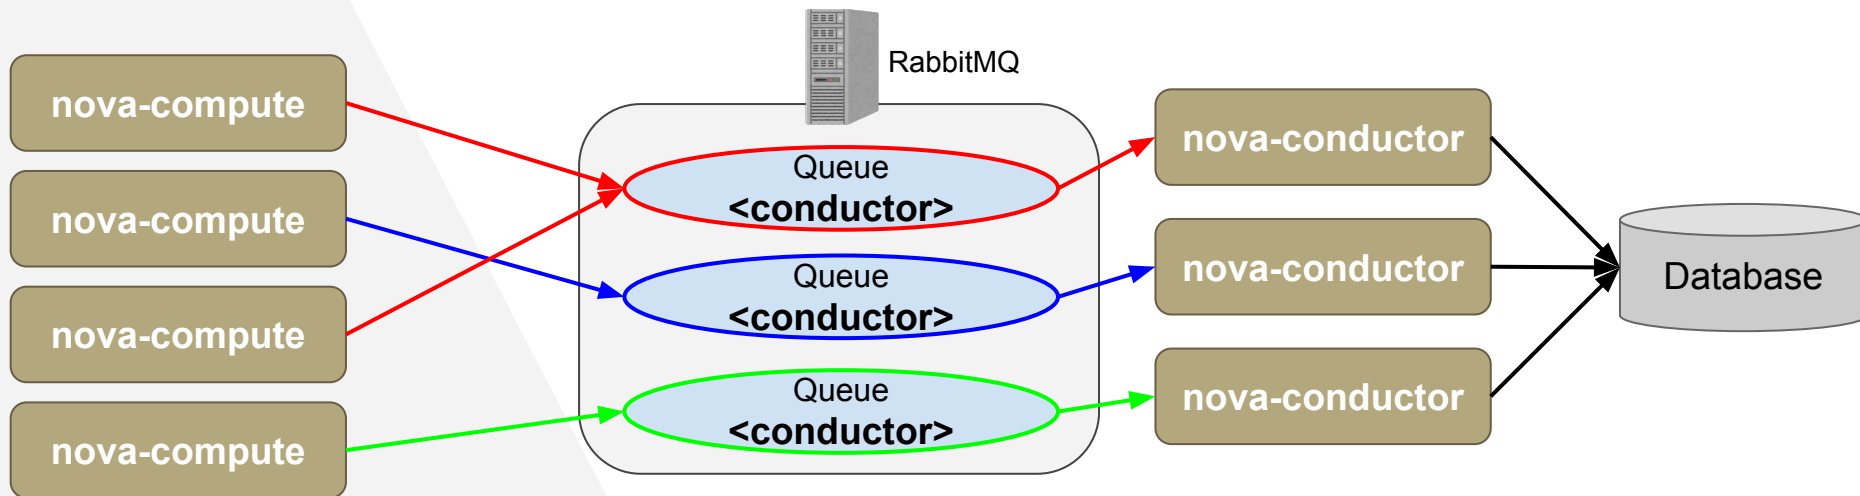 nova-compute
nova-compute
nova-compute
nova-compute
RabbitMQ
Queue
<conductor>
Queue
<conductor>
Queue
<conductor>
nova-conductor
nova-conductor
nova-conductor
Database